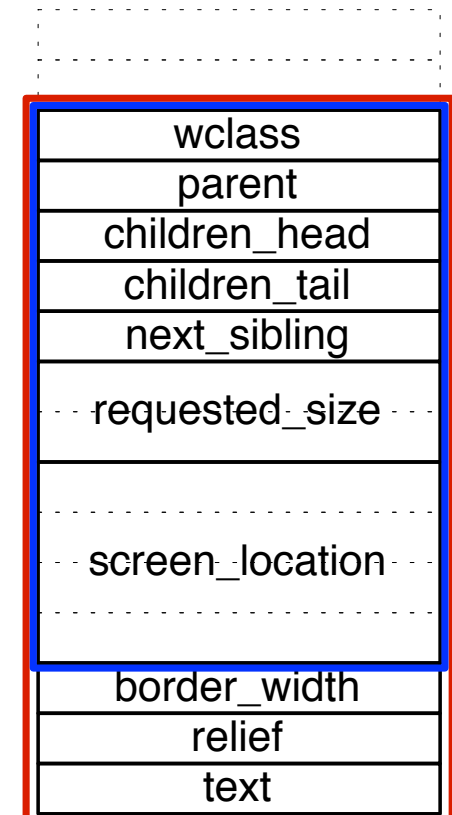 wclass
parent
children_head
children_tail
next_sibling
requested_size
screen_location
border_width
relief
text